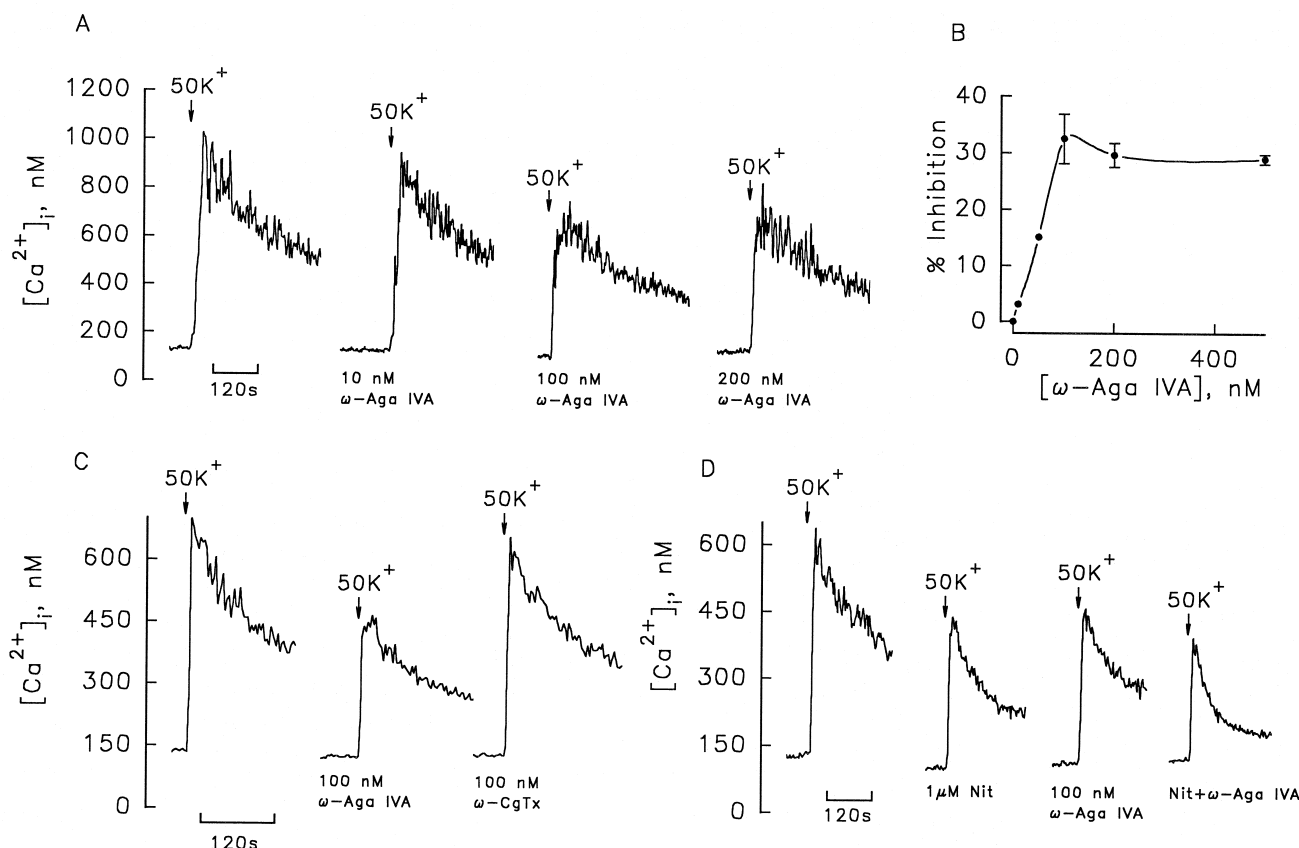 A
50K+
1200
1000
800
600
400
200
0
[Ca2+]i, nM
120s
50K+
10 nM
ω-Aga IVA
50K+
100 nM
ω-Aga IVA
50K+
200 nM
ω-Aga IVA
B
40
30
20
10
0
% Inhibition
0 200 400
[ω-Aga IVA], nM
C
50K+
600
450
300
150
0
[Ca2+]i, nM
120s
50K+
100 nM
ω-Aga IVA
50K+
100 nM
ω-CgTx
D
50K+
600
450
300
150
0
[Ca2+]i, nM
120s
50K+
1μM Nit
50K+
100 nM
ω-Aga IVA
50K+
Nit+ω-Aga IVA